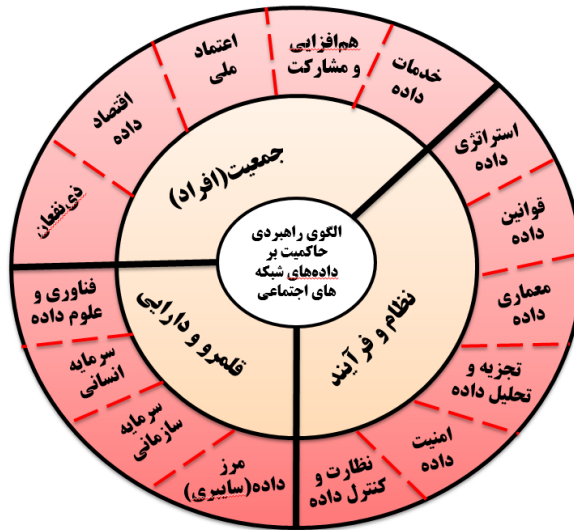 الگوی راهبردی
حاکمیت بر
داده‌های شبکه
های اجتماعی
جمعیت(افراد)
نظام و فرآیند
قلمرو و دارایی
خدمات
داده
هم‌افزایی
و مشارکت
اعتماد
ملی
اقتصاد
داده
ذی‌نفعان
استراتژی
داده
قوانین
داده
معماری
داده
تجزیه و
تحلیل داده
امنیت
داده
نظارت و
کنترل داده
مرز
داده(سایبری)
سرمایه
سازمانی
سرمایه
انسانی
فناوری و
علوم داده